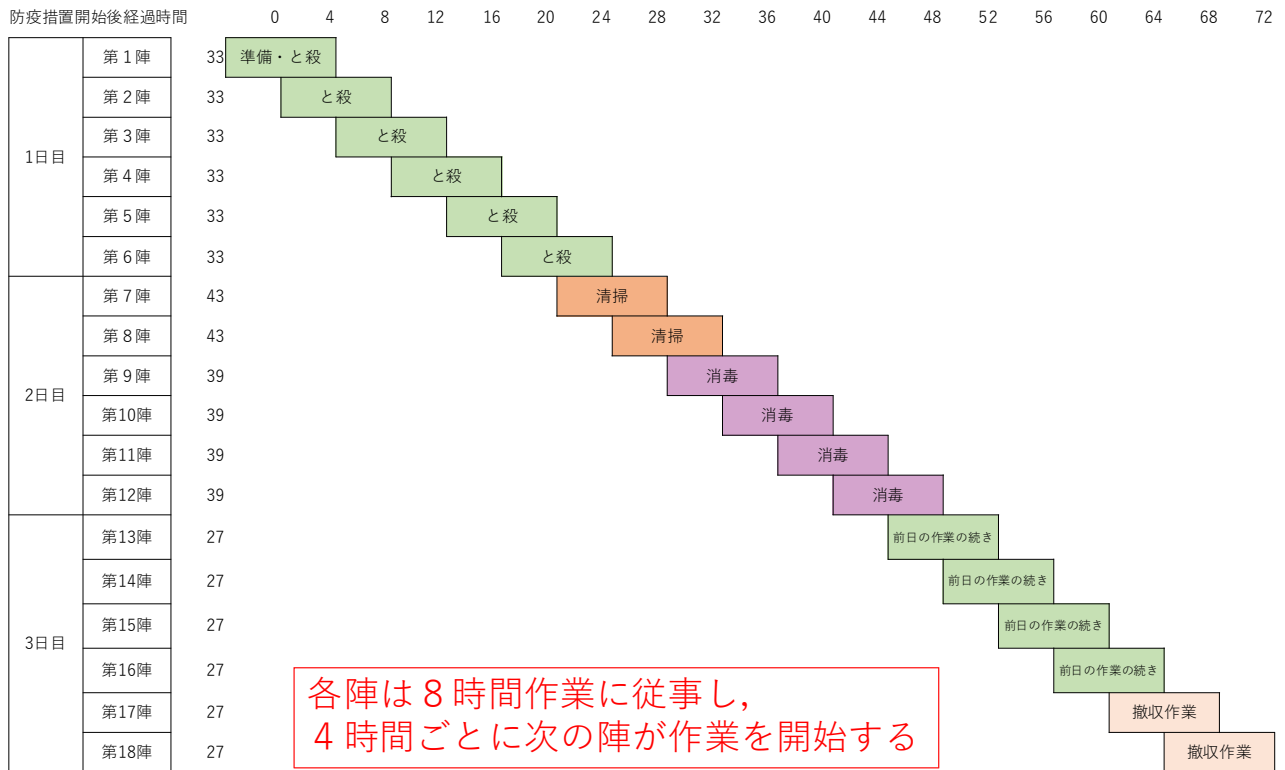 防疫措置開始後経過時間 0 4 8 12 16 20 24 28 32 36 40 44 48 52 56 60 64 68 72
1日目
第１陣 33 準備・と殺
第２陣 33 と殺
第３陣 33 と殺
第４陣 33 と殺
第５陣 33 と殺
第６陣 33 と殺
2日目
第７陣 43 清掃
第８陣 43 清掃
第９陣 39 消毒
第10陣 39 消毒
第11陣 39 消毒
第12陣 39 消毒
3日目
第13陣 27 前日の作業の続き
第14陣 27 前日の作業の続き
第15陣 27 前日の作業の続き
第16陣 27 前日の作業の続き
第17陣 27 撤収作業
第18陣 27 撤収作業
各陣は８時間作業に従事し，
４時間ごとに次の陣が作業を開始する